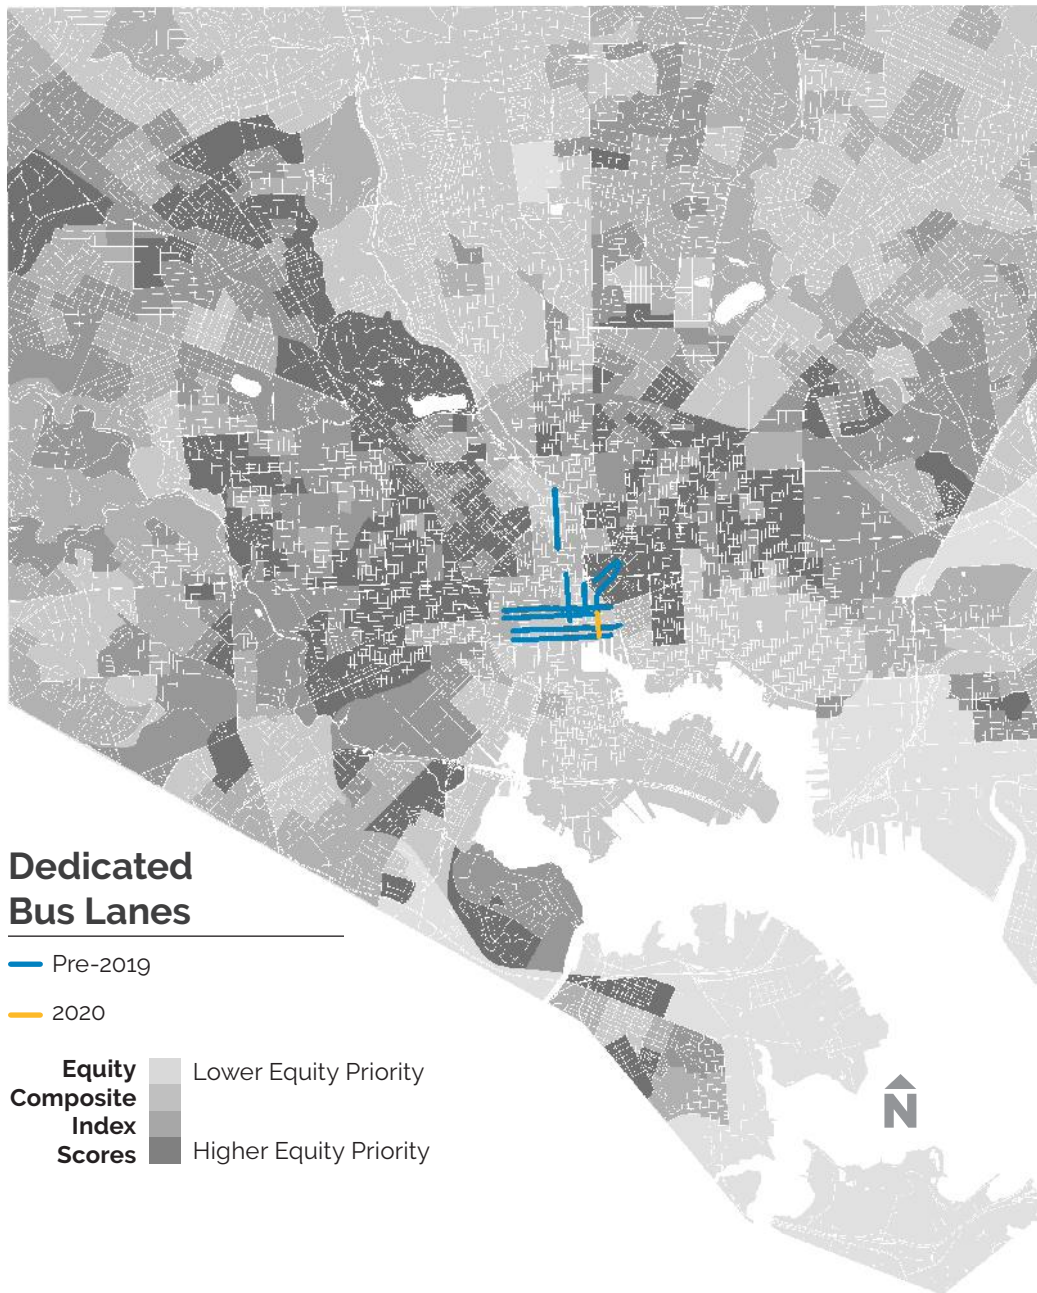 Dedicated
Bus Lanes
Pre-2019
2020
Equity
Composite
Index
Scores
Lower Equity Priority
Higher Equity Priority
N